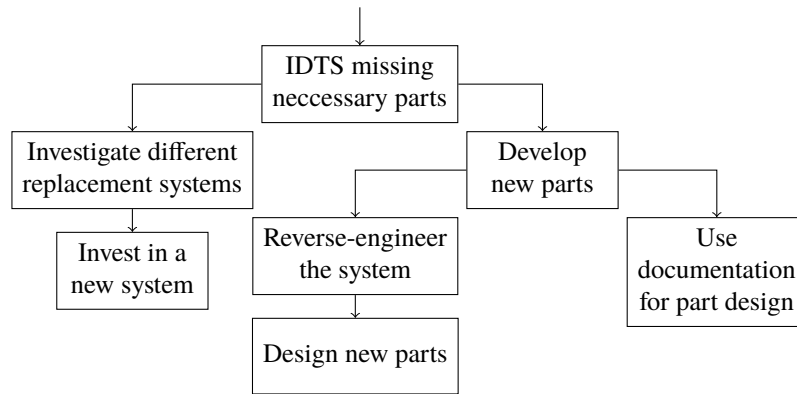 IDTS missing
neccessary parts
Investigate different
replacement systems
Develop
new parts
Invest in a
new system
Reverse-engineer
the system
Use
documentation
for part design
Design new parts